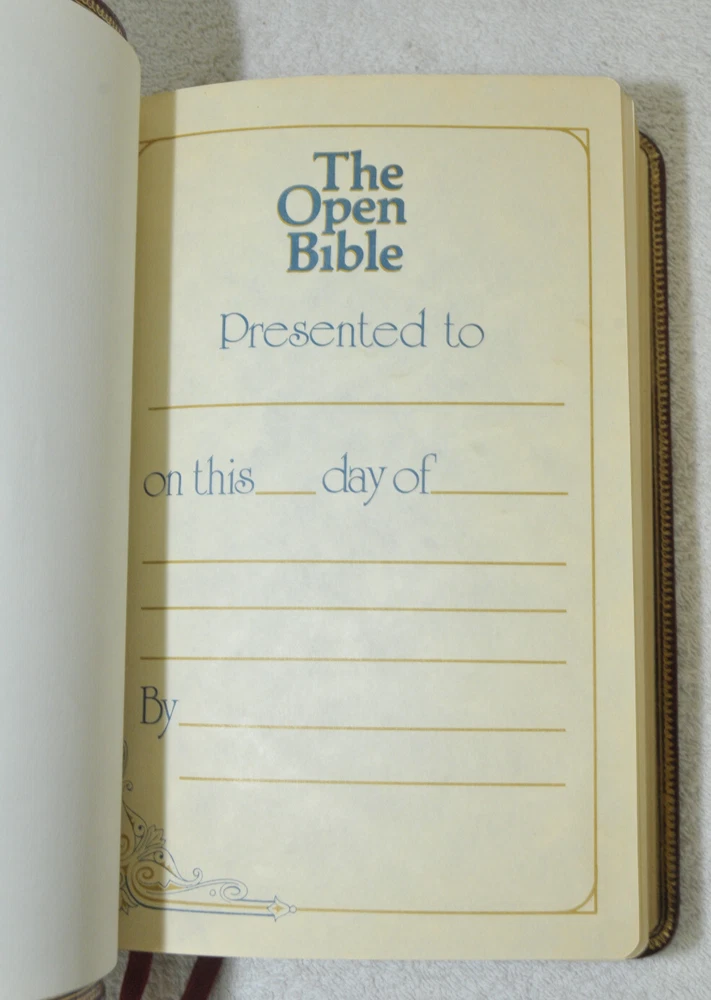 The
Open
Bible
Presented to
on this day of
By